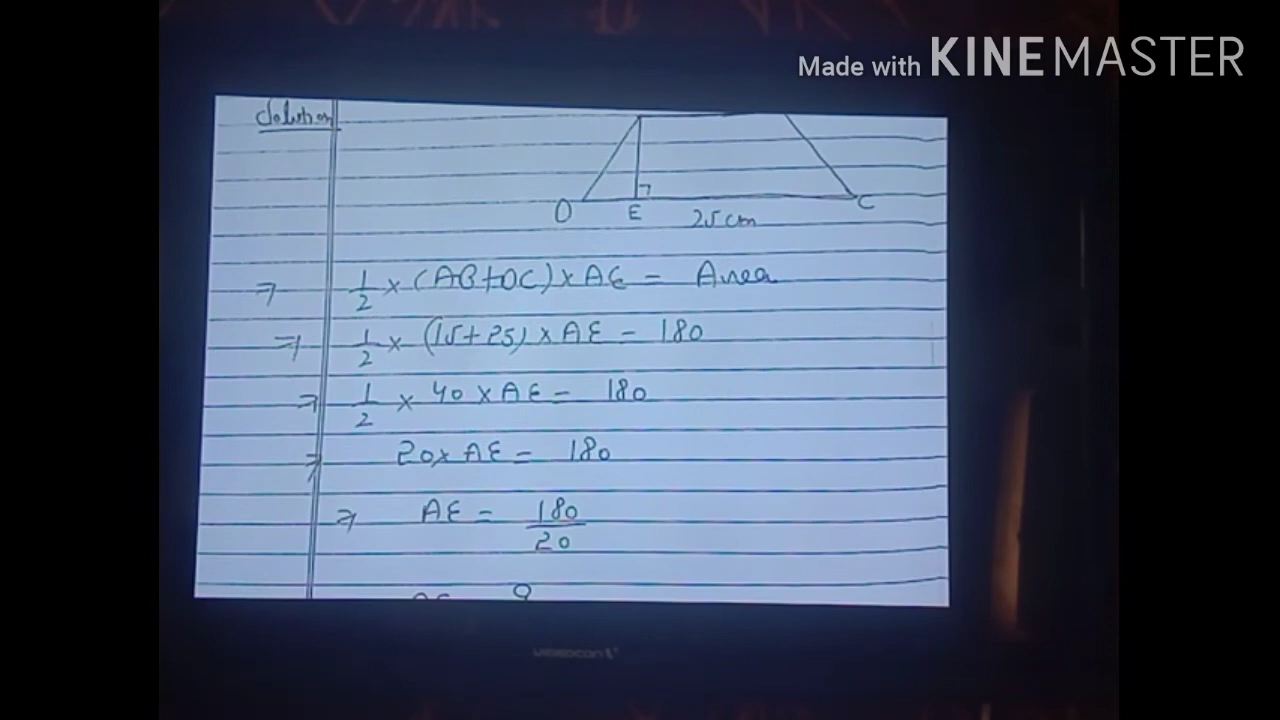 Made with KINEMASTER
Solution
D E 25 cm C
⇒ 1/2 × (AB+DC) × AE = Area
⇒ 1/2 × (15+25) × AE = 180
⇒ 1/2 × 40 × AE = 180
⇒ 20 × AE = 180
⇒ AE = 180/20
VIDEOCON